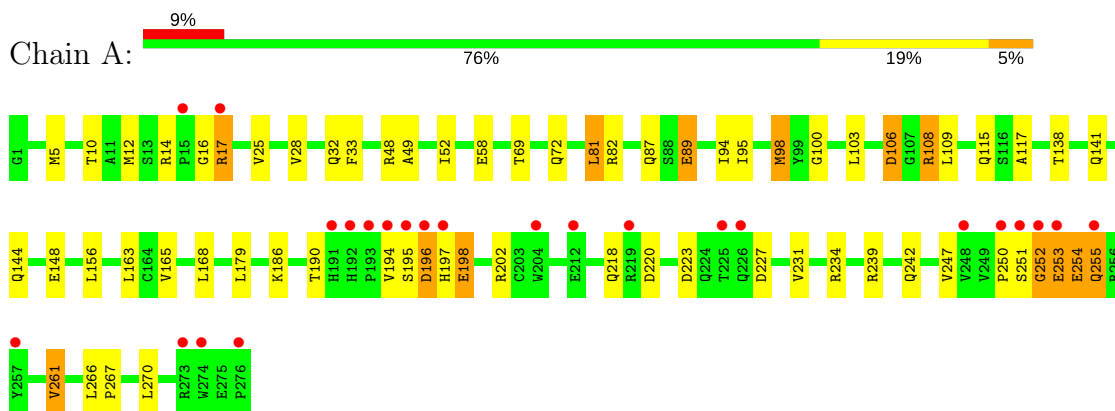 9%
Chain A:
76% 19% 5%
G1 M5 T10 A11 M12 S13 R14 P15 G16 R17 V25 V28 Q32 F33 R48 A49 I52 E58 T69 Q72 L81 R82 Q87 S88 E89 I94 I95 M98 Y99 G100 L103 D106 G107 R108 L109 Q115 S116 A117 T138 Q141
Q144 E148 L156 L163 C164 V165 L168 L179 K186 T190 H191 H192 P193 V194 S195 D196 H197 E198 R202 C203 W204 E212 Q218 R219 D220 D223 Q224 T225 Q226 D227 V231 R234 R239 Q242 V247 V248 V249 P250 S251 G252 E253 E254 Q255
Y257 V261 L266 P267 L270 R273 W274 E275 P276